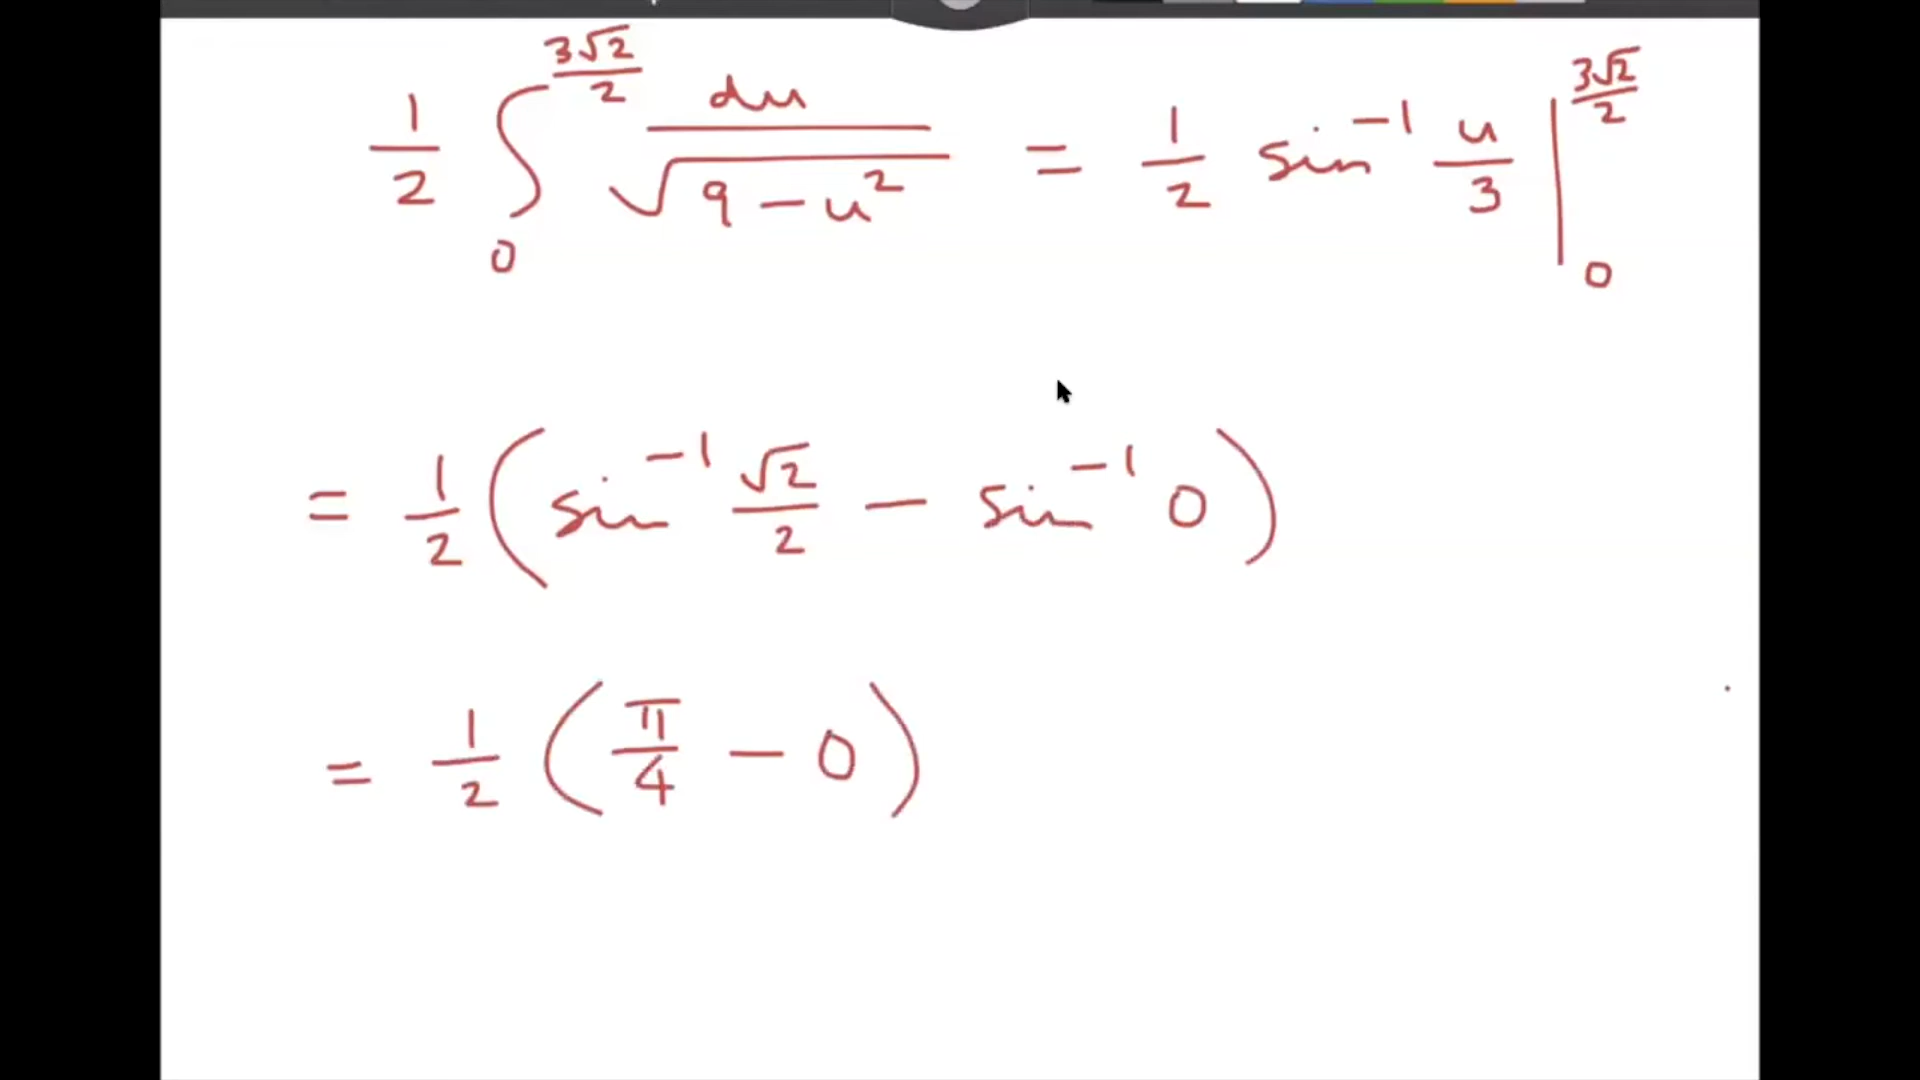 1/2 ∫₀^(3√2/2) du/√(9 − u²) = 1/2 sin⁻¹ u/3 |₀^(3√2/2)
= 1/2 (sin⁻¹ √2/2 − sin⁻¹ 0)
= 1/2 (π/4 − 0)